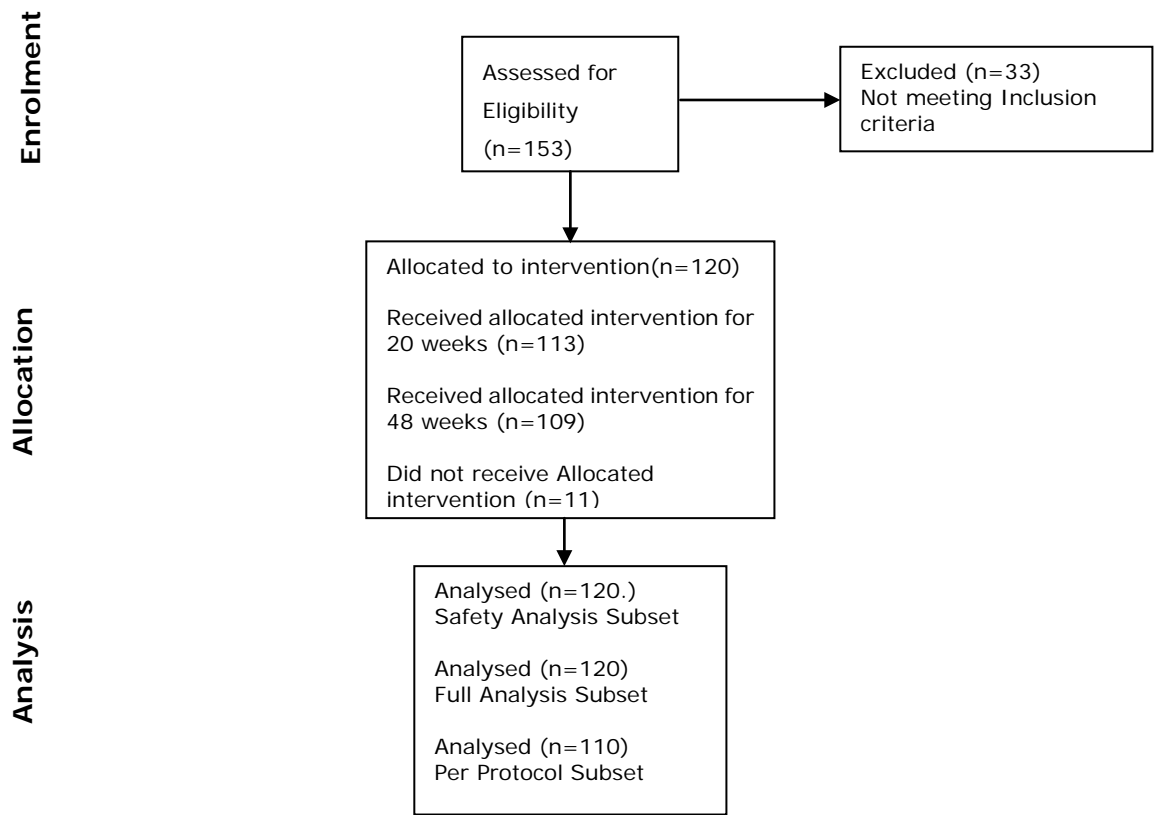 Enrolment
Assessed for
Eligibility
(n=153)
Excluded (n=33)
Not meeting Inclusion
criteria
Allocation
Allocated to intervention(n=120)
Received allocated intervention for
20 weeks (n=113)
Received allocated intervention for
48 weeks (n=109)
Did not receive Allocated
intervention (n=11)
Analysis
Analysed (n=120.)
Safety Analysis Subset
Analysed (n=120)
Full Analysis Subset
Analysed (n=110)
Per Protocol Subset